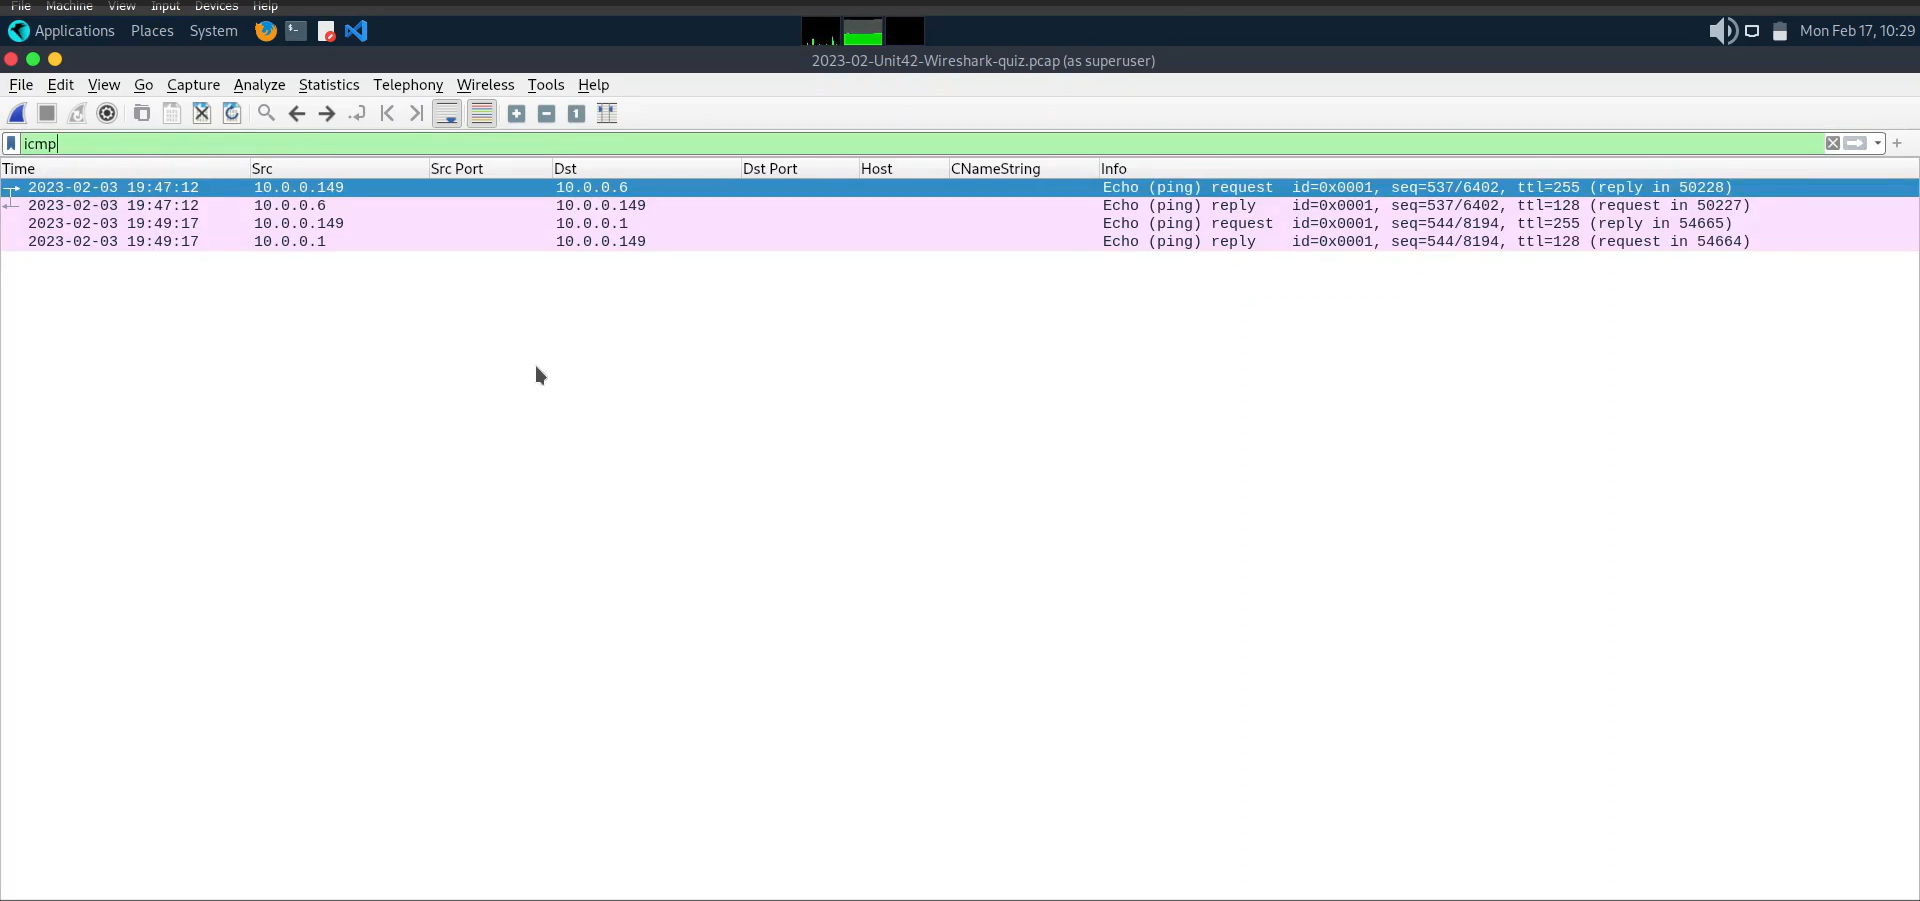 File Machine View Input Devices Help
Applications Places System Mon Feb 17, 10:29
2023-02-Unit42-Wireshark-quiz.pcap (as superuser)
File Edit View Go Capture Analyze Statistics Telephony Wireless Tools Help
icmp
Time Src Src Port Dst Dst Port Host CNameString Info
2023-02-03 19:47:12 10.0.0.149 10.0.0.6 Echo (ping) request id=0x0001, seq=537/6402, ttl=255 (reply in 50228)
2023-02-03 19:47:12 10.0.0.6 10.0.0.149 Echo (ping) reply id=0x0001, seq=537/6402, ttl=128 (request in 50227)
2023-02-03 19:49:17 10.0.0.149 10.0.0.1 Echo (ping) request id=0x0001, seq=544/8194, ttl=255 (reply in 54665)
2023-02-03 19:49:17 10.0.0.1 10.0.0.149 Echo (ping) reply id=0x0001, seq=544/8194, ttl=128 (request in 54664)